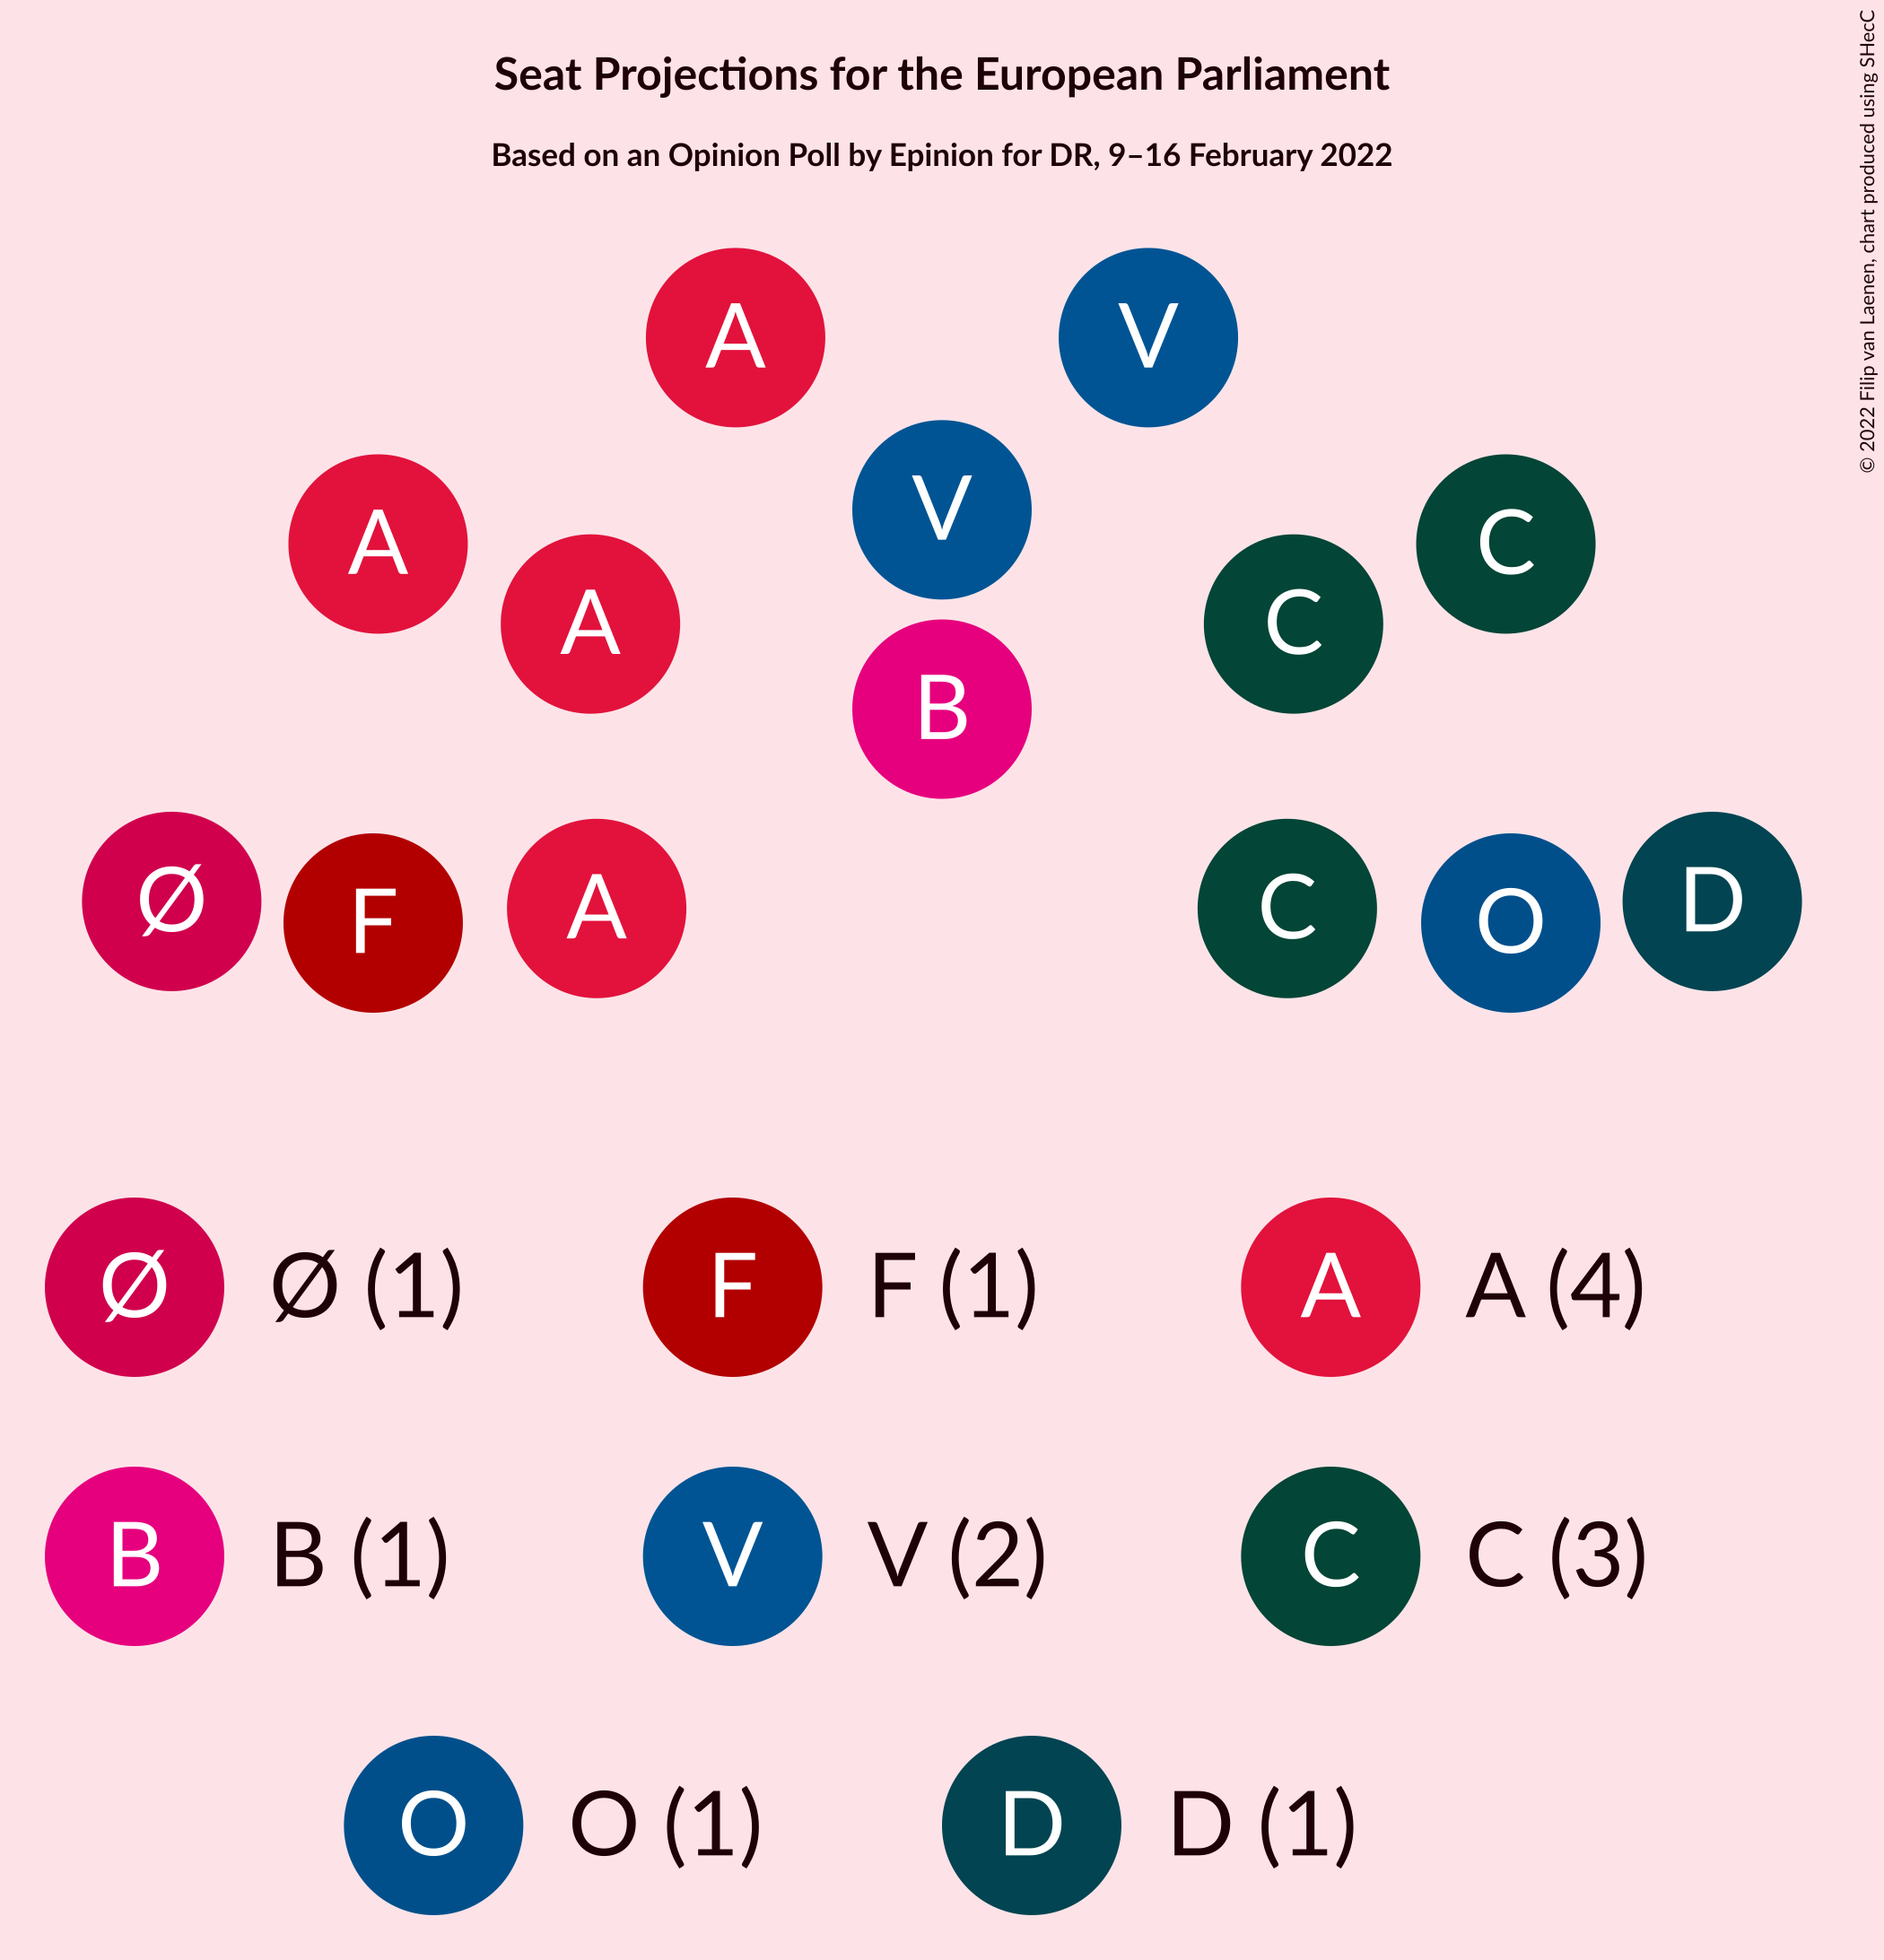 Seat Projections for the European Parliament
Based on an Opinion Poll by Epinion for DR, 9–16 February 2022
© 2022 Filip van Laenen, chart produced using SHecC
A
V
V
A
C
A
C
B
Ø
F
A
C
O
D
Ø Ø (1)
F F (1)
A A (4)
B B (1)
V V (2)
C C (3)
O O (1)
D D (1)